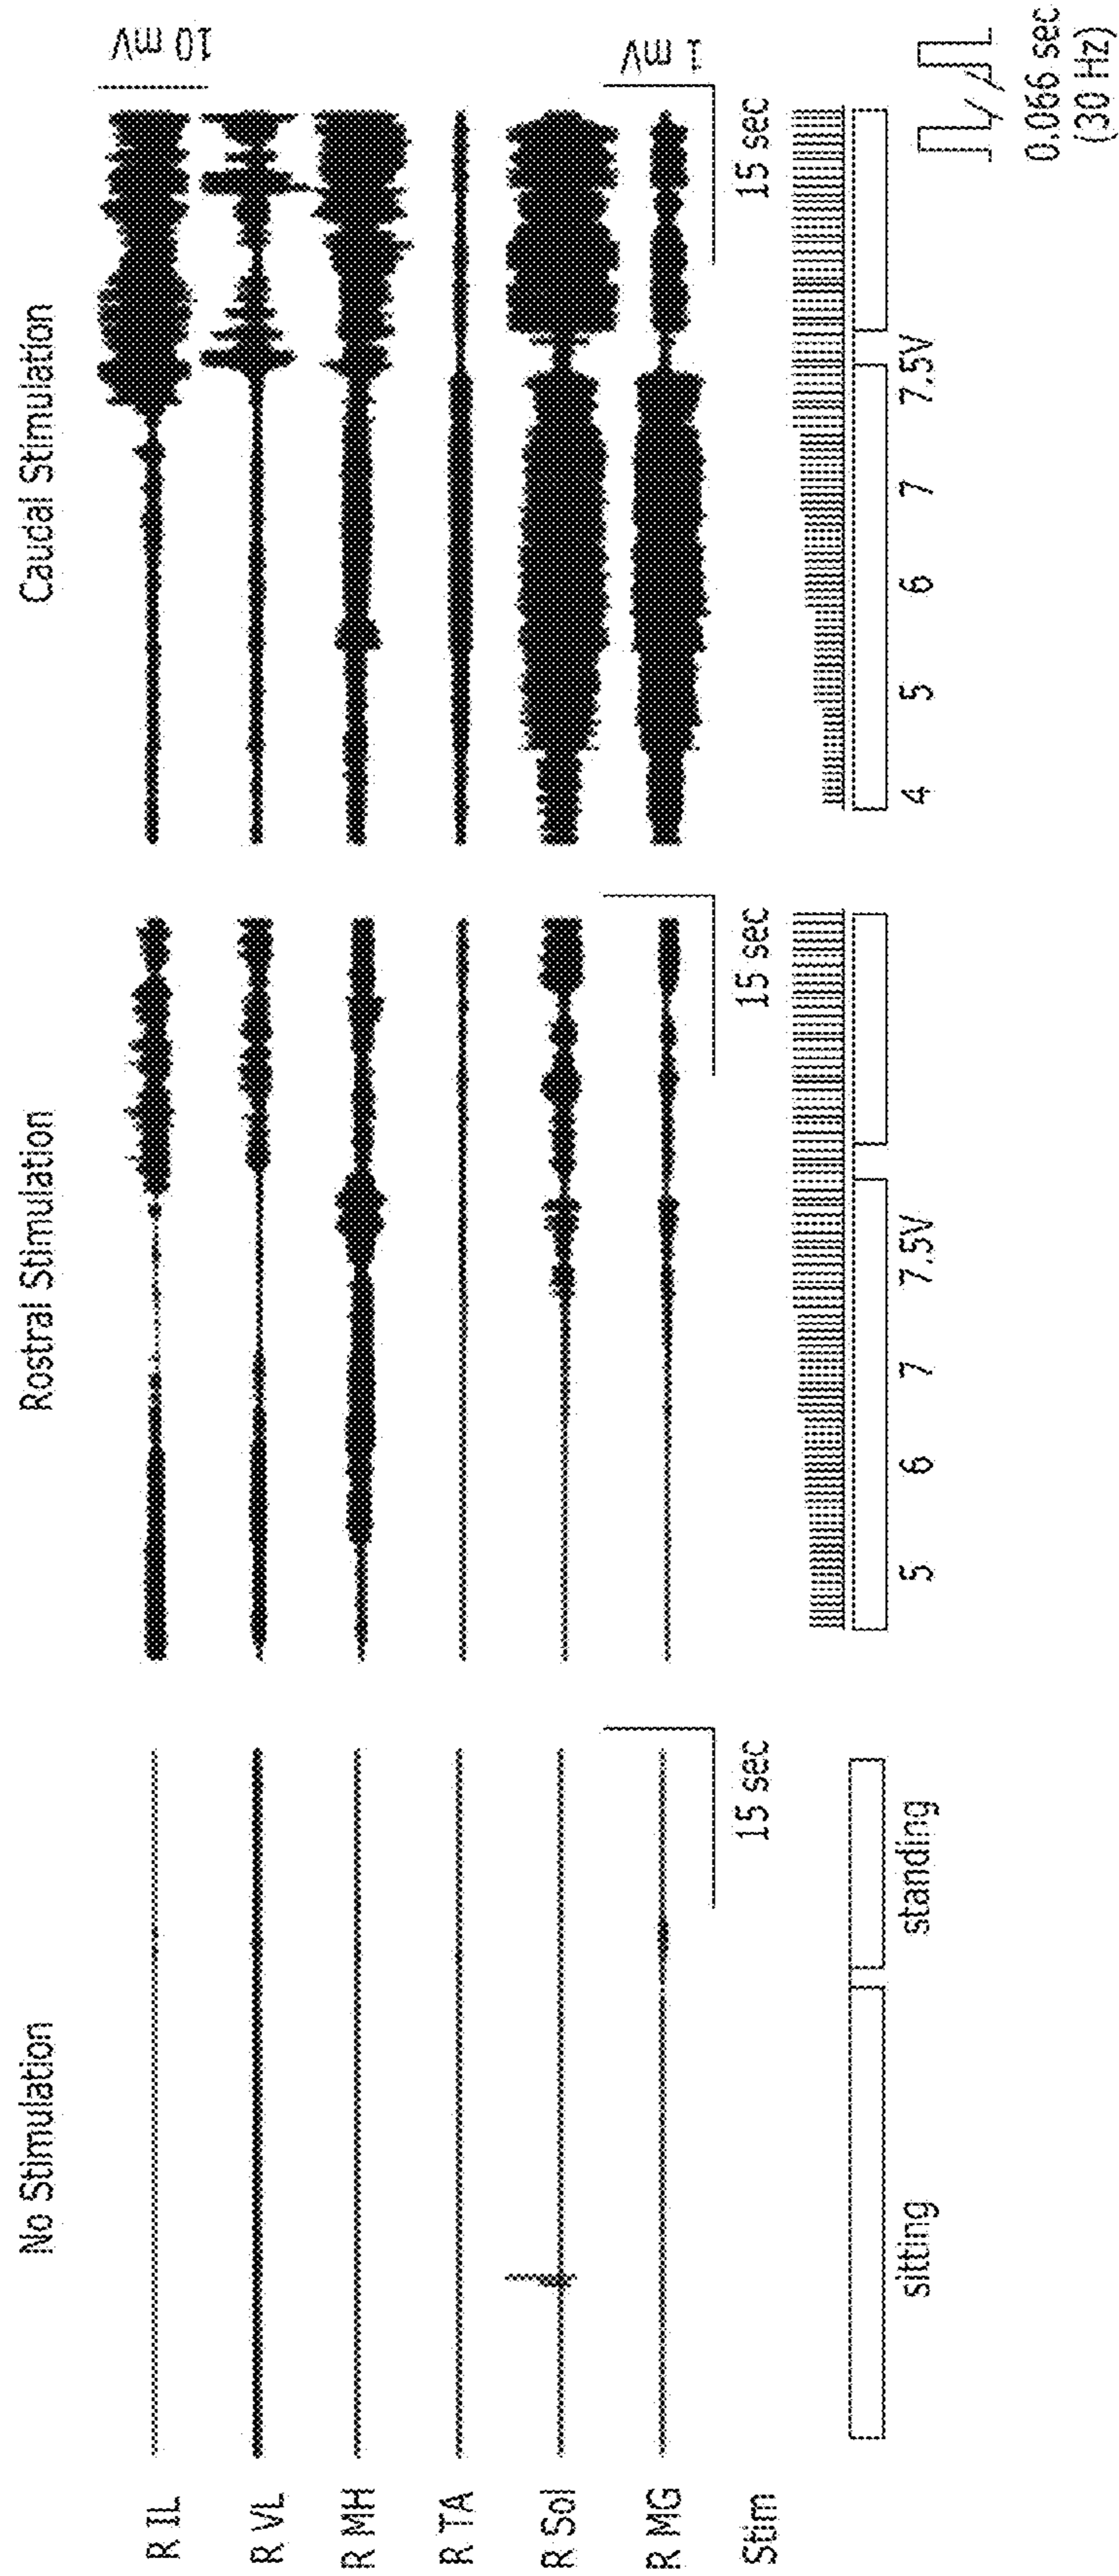 No Stimulation
Rostral Stimulation
Caudal Stimulation
R IL
R VL
R MH
R TA
R Sol
R MG
Stim
10 mV
1 mV
15 sec
15 sec
15 sec
sitting
standing
5 6 7 7.5V
4 5 6 7 7.5V
0.066 sec
(30 Hz)